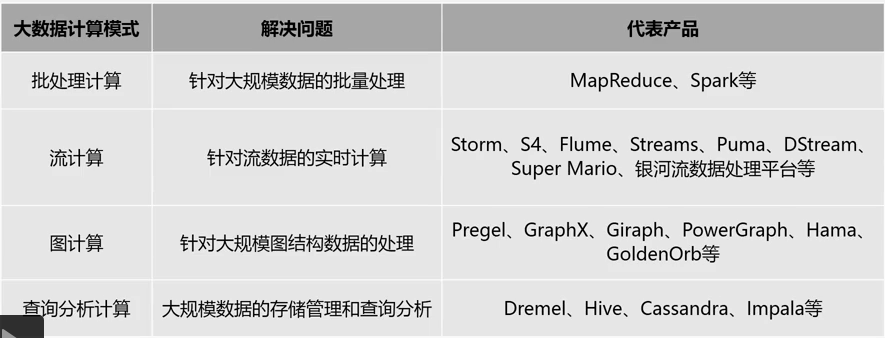 大数据计算模式 解决问题 代表产品
批处理计算 针对大规模数据的批量处理 MapReduce、Spark等
流计算 针对流数据的实时计算 Storm、S4、Flume、Streams、Puma、DStream、
Super Mario、银河流数据处理平台等
图计算 针对大规模图结构数据的处理 Pregel、GraphX、Giraph、PowerGraph、Hama、
GoldenOrb等
查询分析计算 大规模数据的存储管理和查询分析 Dremel、Hive、Cassandra、Impala等